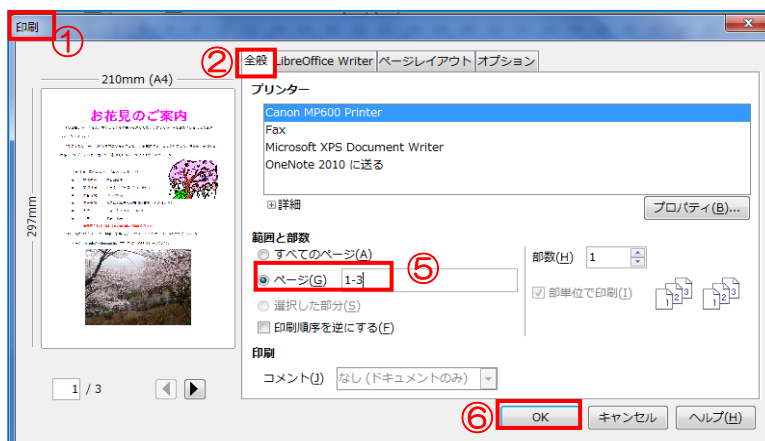 印刷
①
②
全般 LibreOffice Writer ページレイアウト オプション
210mm (A4)
297mm
お花見のご案内
1 / 3
プリンター
Canon MP600 Printer
Fax
Microsoft XPS Document Writer
OneNote 2010 に送る
詳細
プロパティ(B)...
範囲と部数
すべてのページ(A)
ページ(G) 1-3
⑤
選択した部分(S)
印刷順序を逆にする(F)
部数(H) 1
部単位で印刷(I)
1 2 3 1 2 3
印刷
コメント(J) なし (ドキュメントのみ)
⑥
OK キャンセル ヘルプ(H)